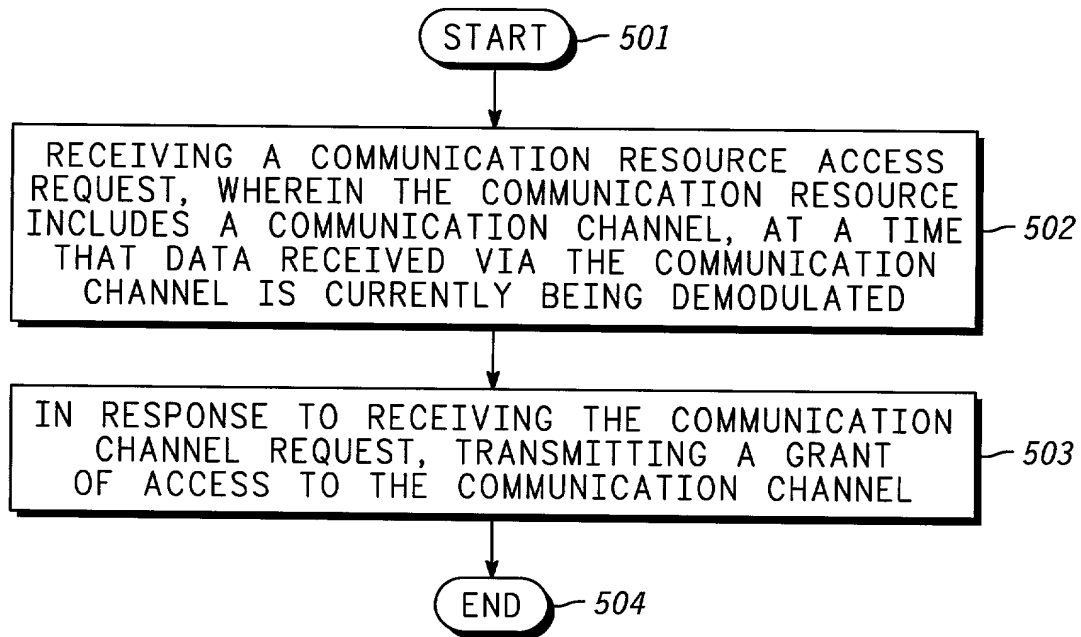 START 501
RECEIVING A COMMUNICATION RESOURCE ACCESS
REQUEST, WHEREIN THE COMMUNICATION RESOURCE
INCLUDES A COMMUNICATION CHANNEL, AT A TIME
THAT DATA RECEIVED VIA THE COMMUNICATION
CHANNEL IS CURRENTLY BEING DEMODULATED
502
IN RESPONSE TO RECEIVING THE COMMUNICATION
CHANNEL REQUEST, TRANSMITTING A GRANT
OF ACCESS TO THE COMMUNICATION CHANNEL
503
END 504